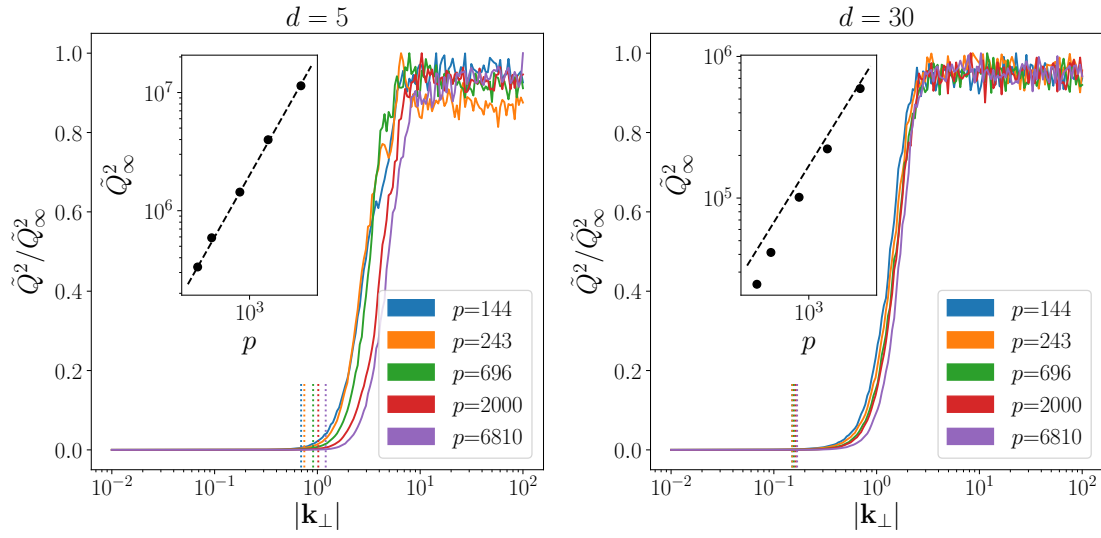 d = 5
1.0
0.8
0.6
0.4
0.2
0.0
Q̃²/Q̃²∞
10⁷
10⁶
Q̃²∞
10³
p
p=144
p=243
p=696
p=2000
p=6810
10⁻² 10⁻¹ 10⁰ 10¹ 10²
|k⊥|
d = 30
1.0
0.8
0.6
0.4
0.2
0.0
Q̃²/Q̃²∞
10⁶
10⁵
Q̃²∞
10³
p
p=144
p=243
p=696
p=2000
p=6810
10⁻² 10⁻¹ 10⁰ 10¹ 10²
|k⊥|